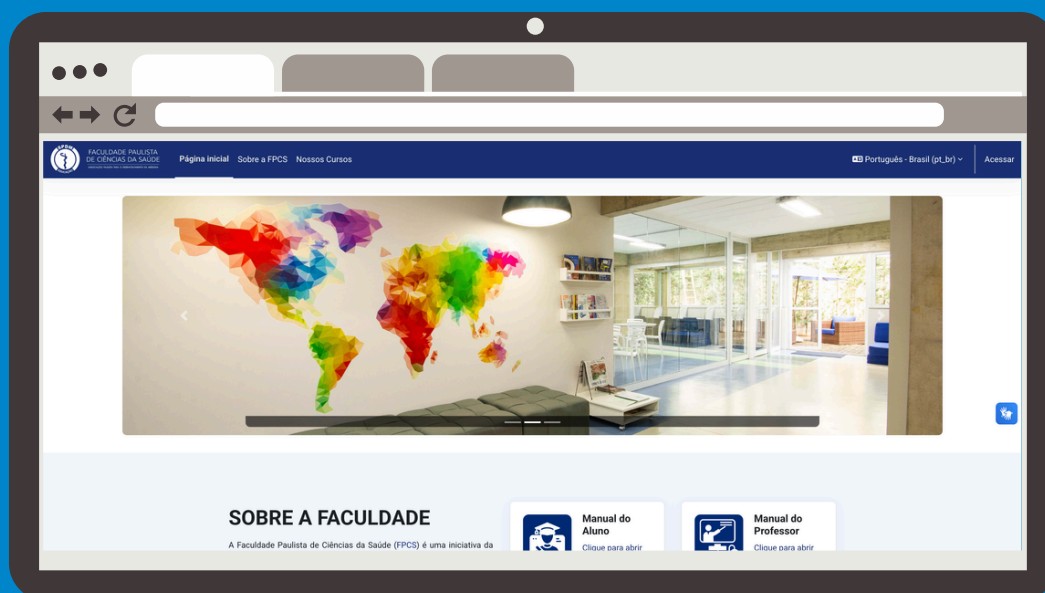 FACULDADE PAULISTA
DE CIÊNCIAS DA SAÚDE
Página inicial Sobre a FPCS Nossos Cursos
Português - Brasil (pt_br)
Acessar
SOBRE A FACULDADE
A Faculdade Paulista de Ciências da Saúde (FPCS) é uma iniciativa da
Manual do
Aluno
Clique para abrir
Manual do
Professor
Clique para abrir